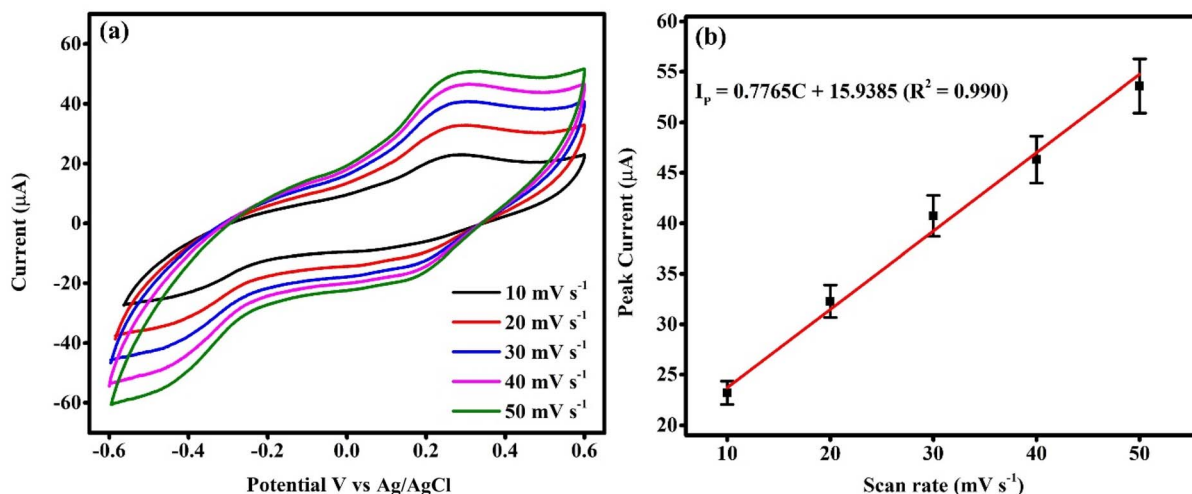 (a)
60
40
20
0
-20
-40
-60
Current (μA)
10 mV s⁻¹
20 mV s⁻¹
30 mV s⁻¹
40 mV s⁻¹
50 mV s⁻¹
-0.6 -0.4 -0.2 0.0 0.2 0.4 0.6
Potential V vs Ag/AgCl
(b)
I_P = 0.7765C + 15.9385 (R² = 0.990)
60
55
50
45
40
35
30
25
20
Peak Current (μA)
10 20 30 40 50
Scan rate (mV s⁻¹)